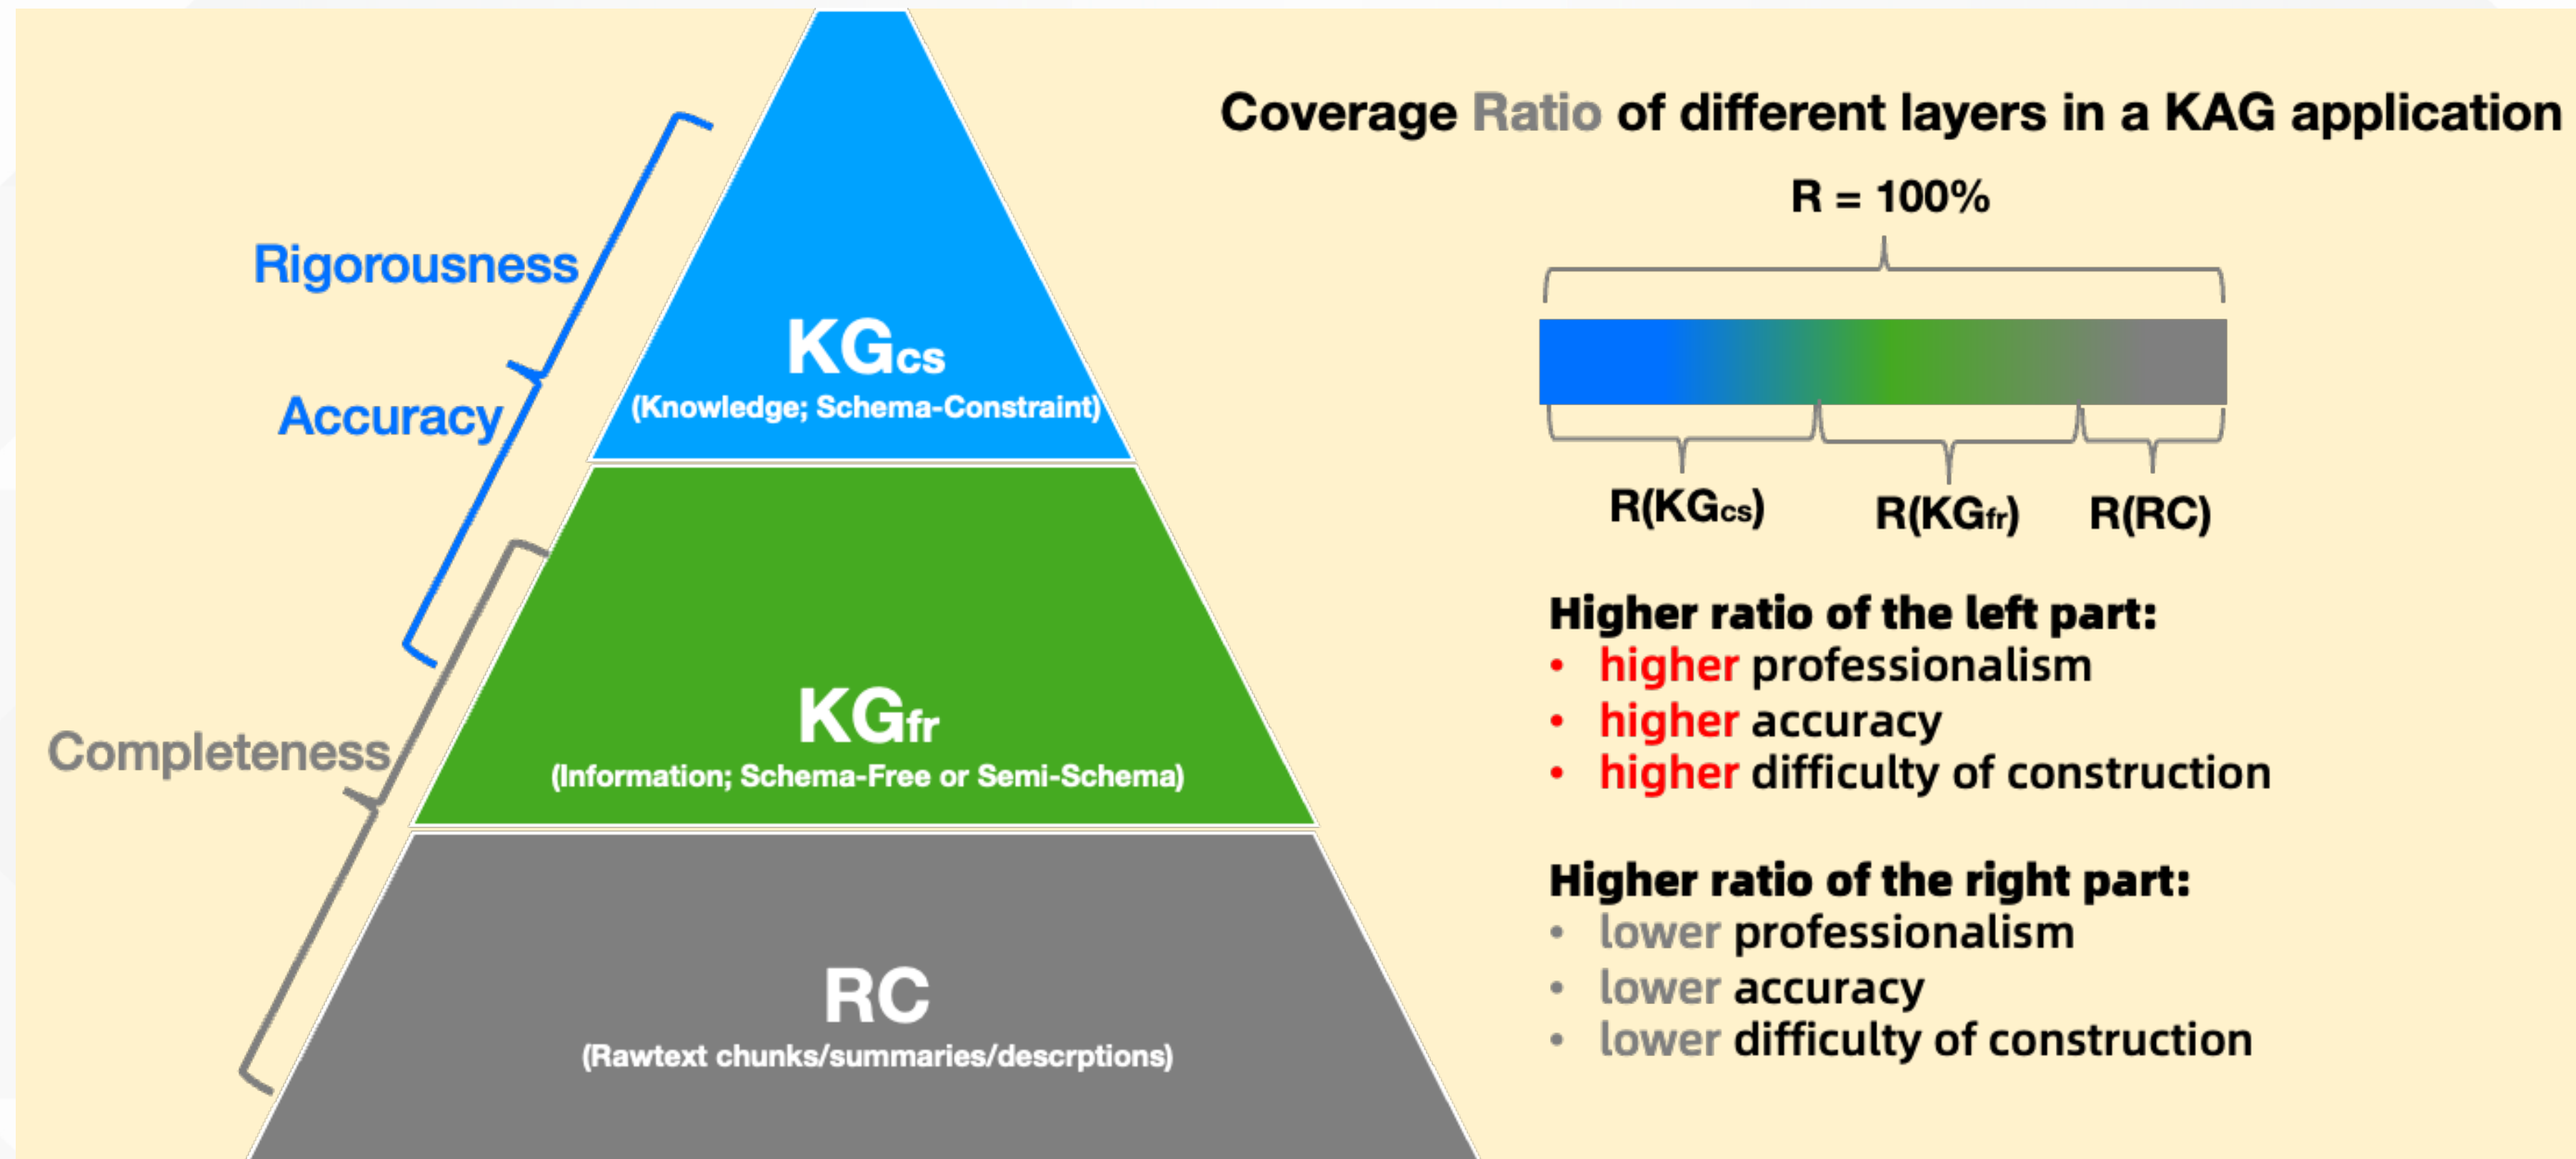 Rigorousness
Accuracy
Completeness
KGcs
(Knowledge; Schema-Constraint)
KGfr
(Information; Schema-Free or Semi-Schema)
RC
(Rawtext chunks/summaries/descrptions)
Coverage Ratio of different layers in a KAG application
R = 100%
R(KGcs) R(KGfr) R(RC)
Higher ratio of the left part:
• higher professionalism
• higher accuracy
• higher difficulty of construction
Higher ratio of the right part:
• lower professionalism
• lower accuracy
• lower difficulty of construction